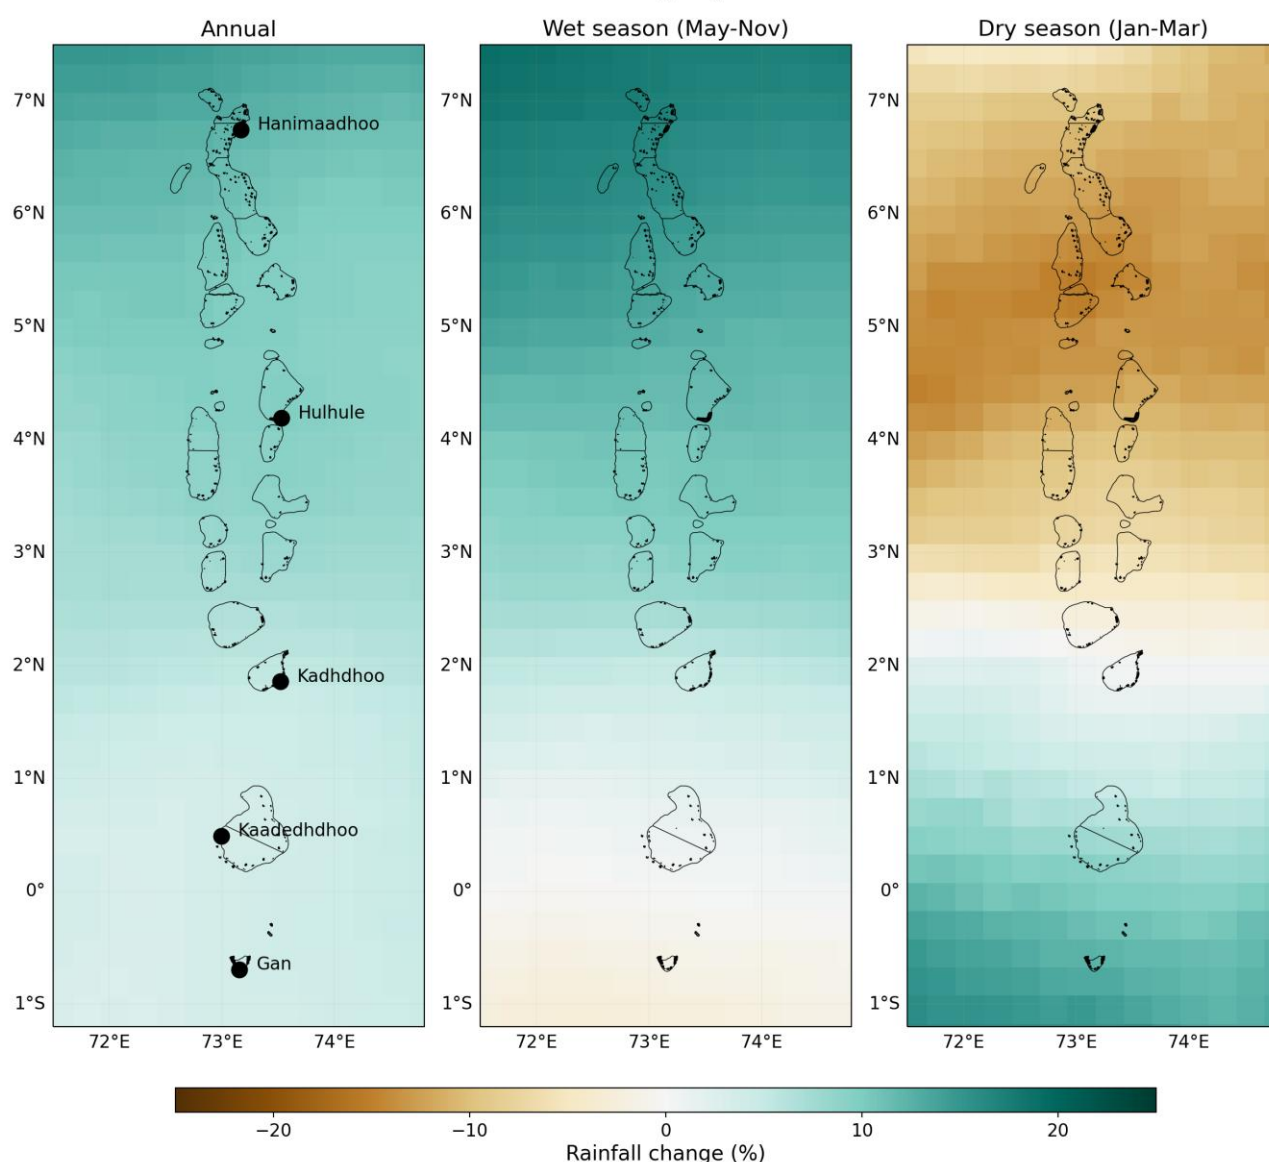 Annual
Wet season (May-Nov)
Dry season (Jan-Mar)
7°N
6°N
5°N
4°N
3°N
2°N
1°N
0°
1°S
Hanimaadhoo
Hulhule
Kadhdhoo
Kaadedhdhoo
Gan
72°E 73°E 74°E
7°N
6°N
5°N
4°N
3°N
2°N
1°N
0°
1°S
72°E 73°E 74°E
7°N
6°N
5°N
4°N
3°N
2°N
1°N
0°
1°S
72°E 73°E 74°E
−20 −10 0 10 20
Rainfall change (%)